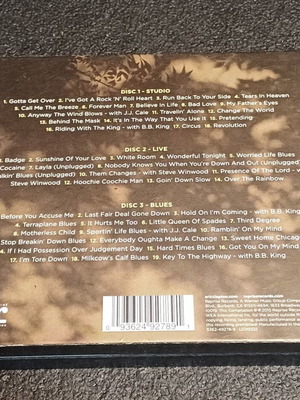 DISC 1 - STUDIO
1. Gotta Get Over 2. I've Got A Rock 'N' Roll Heart 3. Run Back To Your Side 4. Tears In Heaven
5. Call Me The Breeze 6. Forever Man 7. Believe In Life 8. Bad Love 9. My Father's Eyes
10. Anyway The Wind Blows - with J.J. Cale 11. Travelin' Alone 12. Change The World
13. Behind The Mask 14. It's In The Way That You Use It 15. Pretending
16. Riding With The King - with B.B. King 17. Circus 18. Revolution
DISC 2 - LIVE
Badge 2. Sunshine Of Your Love 3. White Room 4. Wonderful Tonight 5. Worried Life Blues
Cocaine 7. Layla (Unplugged) 8. Nobody Knows You When You're Down And Out (Unplugged)
Blues (Unplugged) 10. Them Changes - with Steve Winwood 11. Presence Of The Lord - with
Steve Winwood 12. Hoochie Coochie Man 13. Goin' Down Slow 14. Over The Rainbow
DISC 3 - BLUES
Before You Accuse Me 2. Last Fair Deal Gone Down 3. Hold On I'm Coming - with B.B. King
4. Terraplane Blues 5. It Hurts Me Too 6. Little Queen Of Spades 7. Third Degree
8. Motherless Child 9. Sportin' Life Blues - with J.J. Cale 10. Ramblin' On My Mind
Stop Breakin' Down Blues 12. Everybody Oughta Make A Change 13. Sweet Home Chicago
If I Had Possession Over Judgement Day 15. Hard Times Blues 16. Got You On My Mind
17. I'm Tore Down 18. Milkcow's Calf Blues 19. Key To The Highway - with B.B. King
0 93624 92789 1